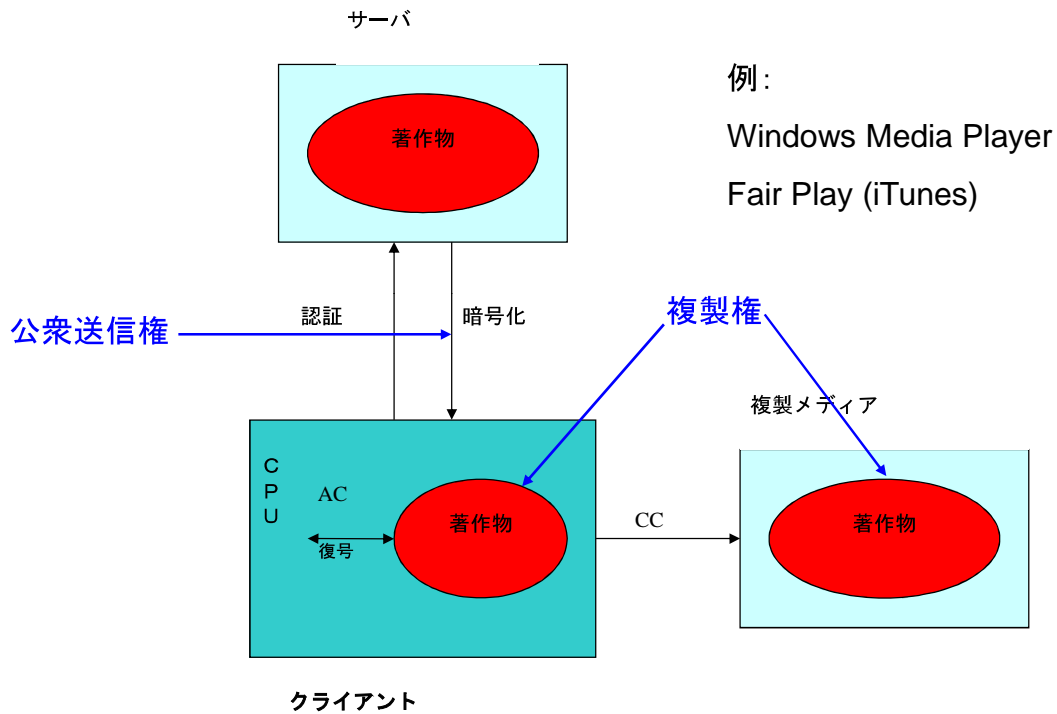 サーバ
著作物
例:
Windows Media Player
Fair Play (iTunes)
公衆送信権
認証
暗号化
複製権
複製メディア
CPU
AC
復号
著作物
CC
著作物
クライアント